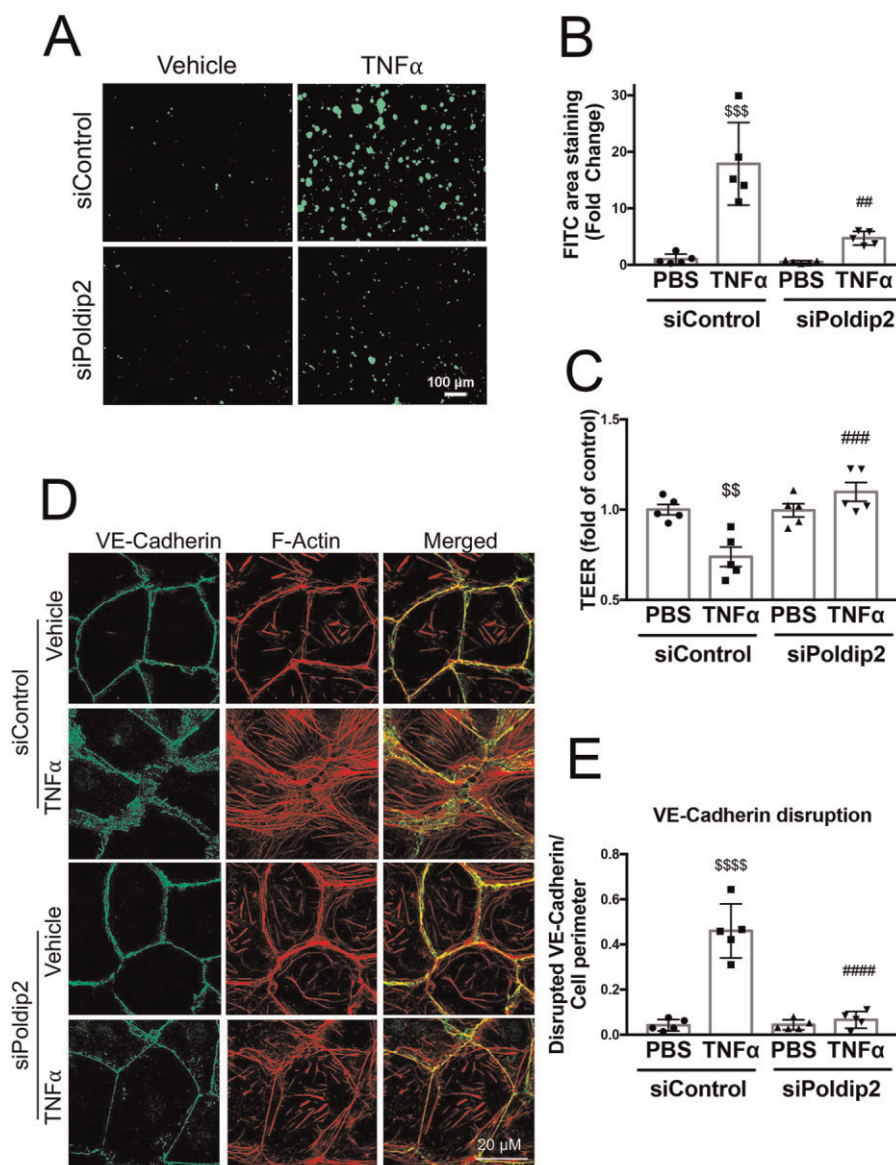 A
Vehicle TNFα
siControl
siPoldip2
100 µm
B
FITC area staining
(Fold Change)
30
20
10
0
$$$
##
PBS TNFα PBS TNFα
siControl siPoldip2
C
TEER (fold of control)
1.5
1.0
0.5
$$
###
PBS TNFα PBS TNFα
siControl siPoldip2
D
VE-Cadherin F-Actin Merged
siControl
Vehicle
TNFα
siPoldip2
Vehicle
TNFα
20 µM
E
VE-Cadherin disruption
Disrupted VE-Cadherin/
Cell perimeter
0.8
0.6
0.4
0.2
0.0
$$$$
####
PBS TNFα PBS TNFα
siControl siPoldip2